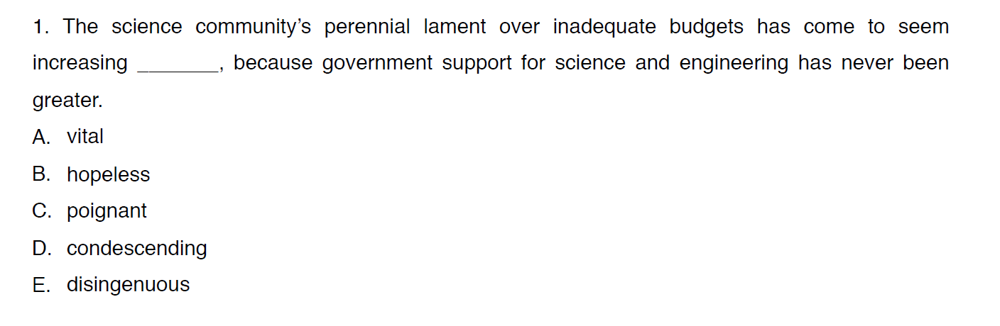 1. The science community’s perennial lament over inadequate budgets has come to seem
increasing _______, because government support for science and engineering has never been
greater.
A. vital
B. hopeless
C. poignant
D. condescending
E. disingenuous